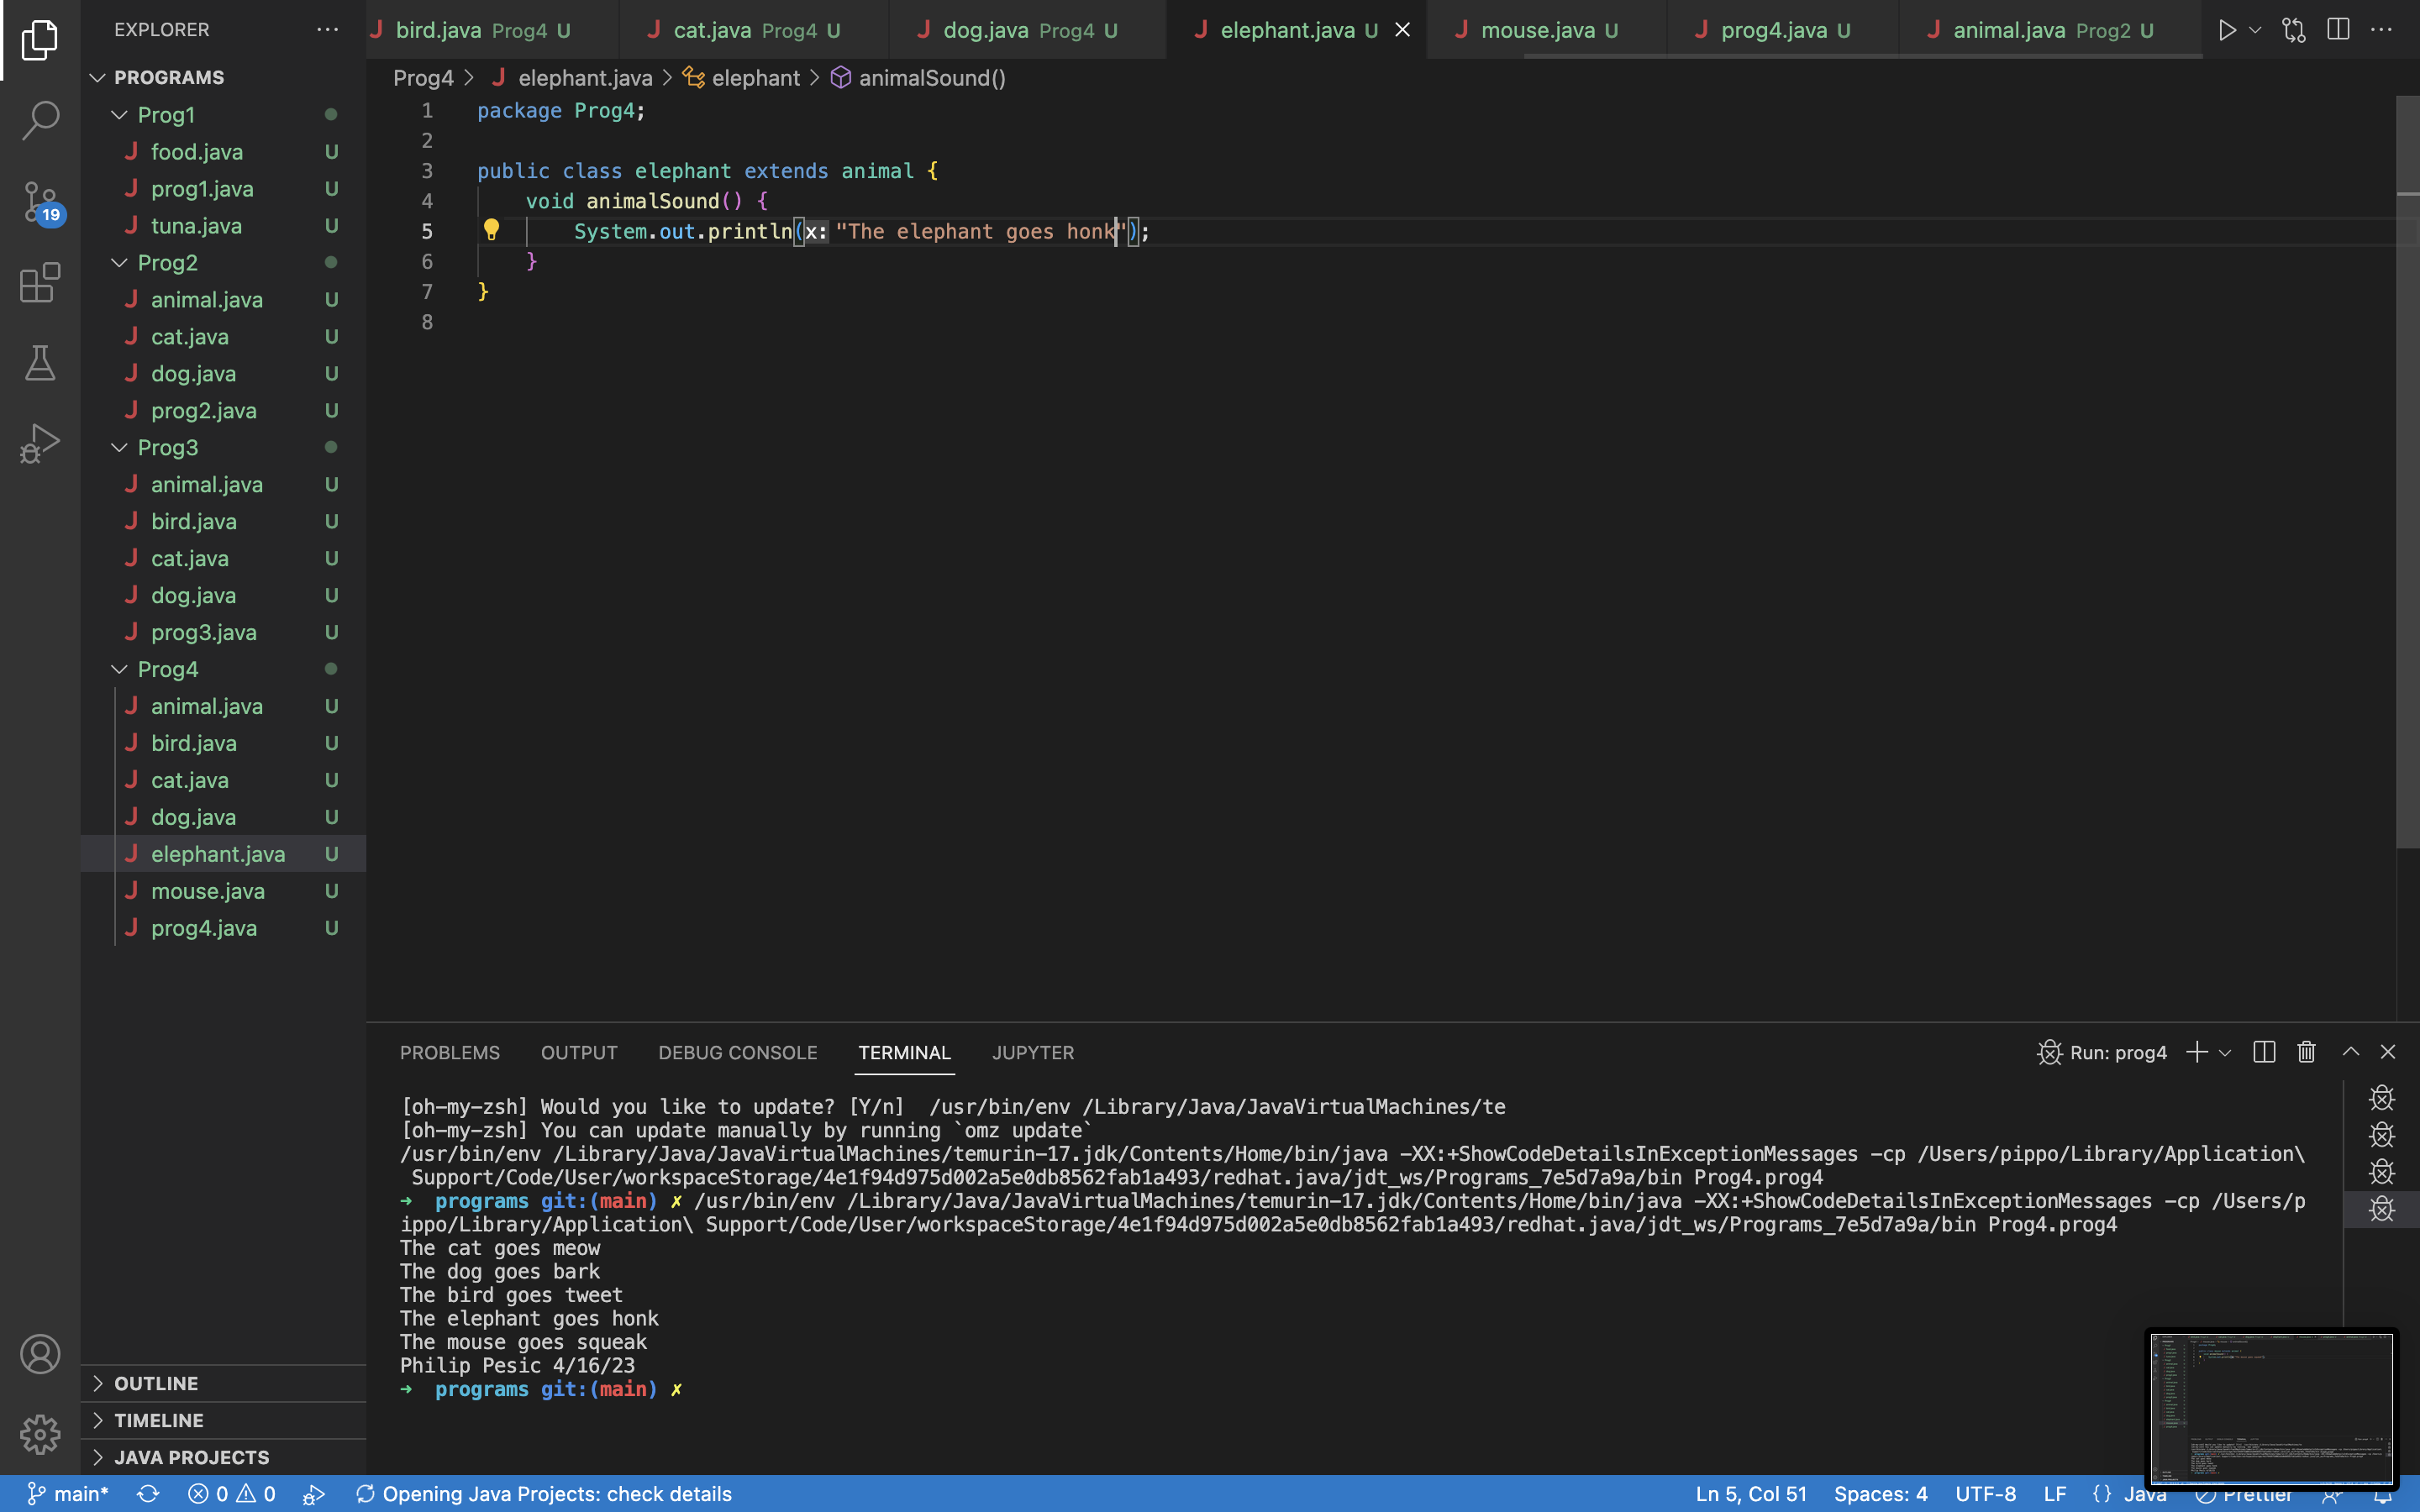 EXPLORER
PROGRAMS
Prog1
J food.java U
J prog1.java U
J tuna.java U
Prog2
J animal.java U
J cat.java U
J dog.java U
J prog2.java U
Prog3
J animal.java U
J bird.java U
J cat.java U
J dog.java U
J prog3.java U
Prog4
J animal.java U
J bird.java U
J cat.java U
J dog.java U
J elephant.java U
J mouse.java U
J prog4.java U
OUTLINE
TIMELINE
JAVA PROJECTS
19
J bird.java Prog4 U J cat.java Prog4 U J dog.java Prog4 U J elephant.java U J mouse.java U J prog4.java U J animal.java Prog2 U
Prog4 > J elephant.java > elephant > animalSound()
1 package Prog4;
2
3 public class elephant extends animal {
4 void animalSound() {
5 System.out.println(x: "The elephant goes honk");
6 }
7 }
8
PROBLEMS OUTPUT DEBUG CONSOLE TERMINAL JUPYTER Run: prog4
[oh-my-zsh] Would you like to update? [Y/n] /usr/bin/env /Library/Java/JavaVirtualMachines/te
[oh-my-zsh] You can update manually by running `omz update`
/usr/bin/env /Library/Java/JavaVirtualMachines/temurin-17.jdk/Contents/Home/bin/java -XX:+ShowCodeDetailsInExceptionMessages -cp /Users/pippo/Library/Application\
Support/Code/User/workspaceStorage/4e1f94d975d002a5e0db8562fab1a493/redhat.java/jdt_ws/Programs_7e5d7a9a/bin Prog4.prog4
➜ programs git:(main) ✗ /usr/bin/env /Library/Java/JavaVirtualMachines/temurin-17.jdk/Contents/Home/bin/java -XX:+ShowCodeDetailsInExceptionMessages -cp /Users/p
ippo/Library/Application\ Support/Code/User/workspaceStorage/4e1f94d975d002a5e0db8562fab1a493/redhat.java/jdt_ws/Programs_7e5d7a9a/bin Prog4.prog4
The cat goes meow
The dog goes bark
The bird goes tweet
The elephant goes honk
The mouse goes squeak
Philip Pesic 4/16/23
➜ programs git:(main) ✗
main* 0 0 Opening Java Projects: check details Ln 5, Col 51 Spaces: 4 UTF-8 LF {} Java Prettier